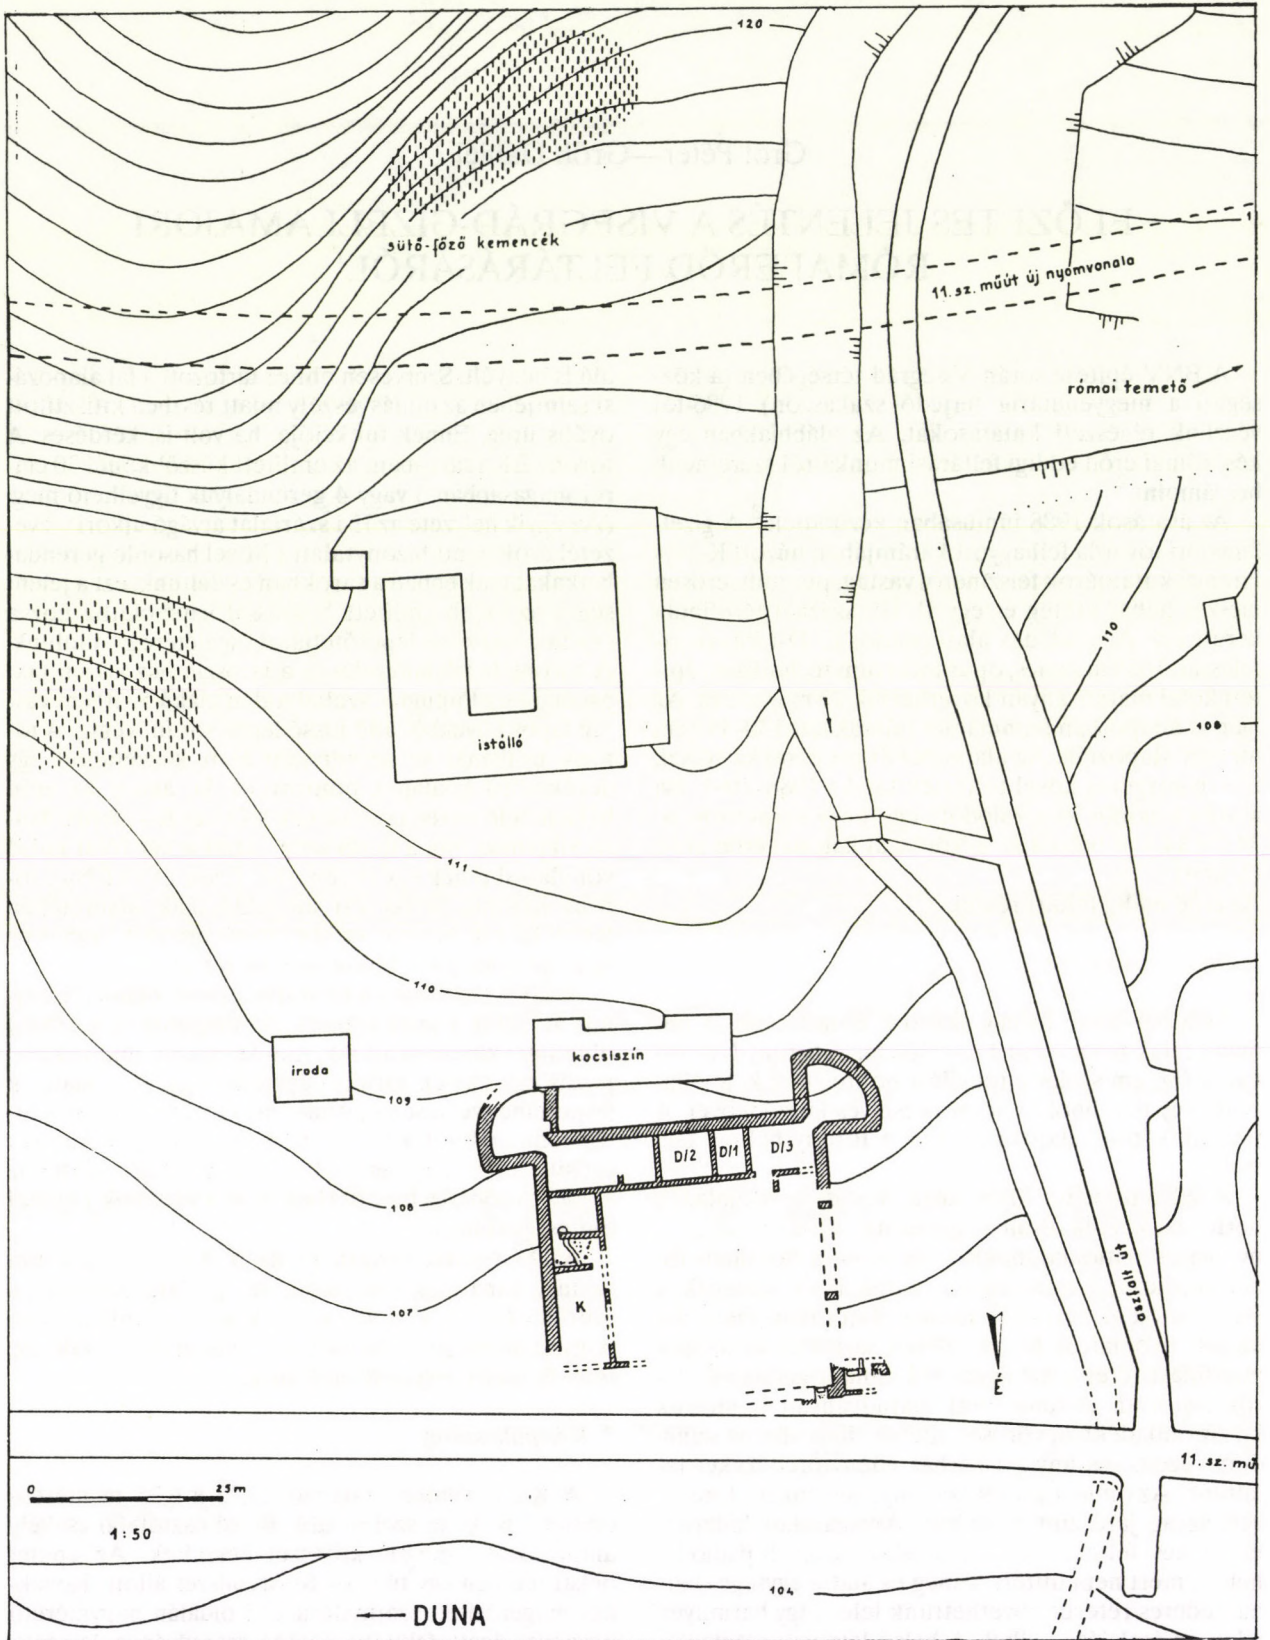 120
sütő-főző kemencék
11. sz. műút új nyomvonala
római temető
110
108
istálló
111
110
kocsiszín
iroda
109
D/2
D/1
D/3
108
107
K
aszfalt út
É
11. sz. mű
0 25m
1:50
104
DUNA